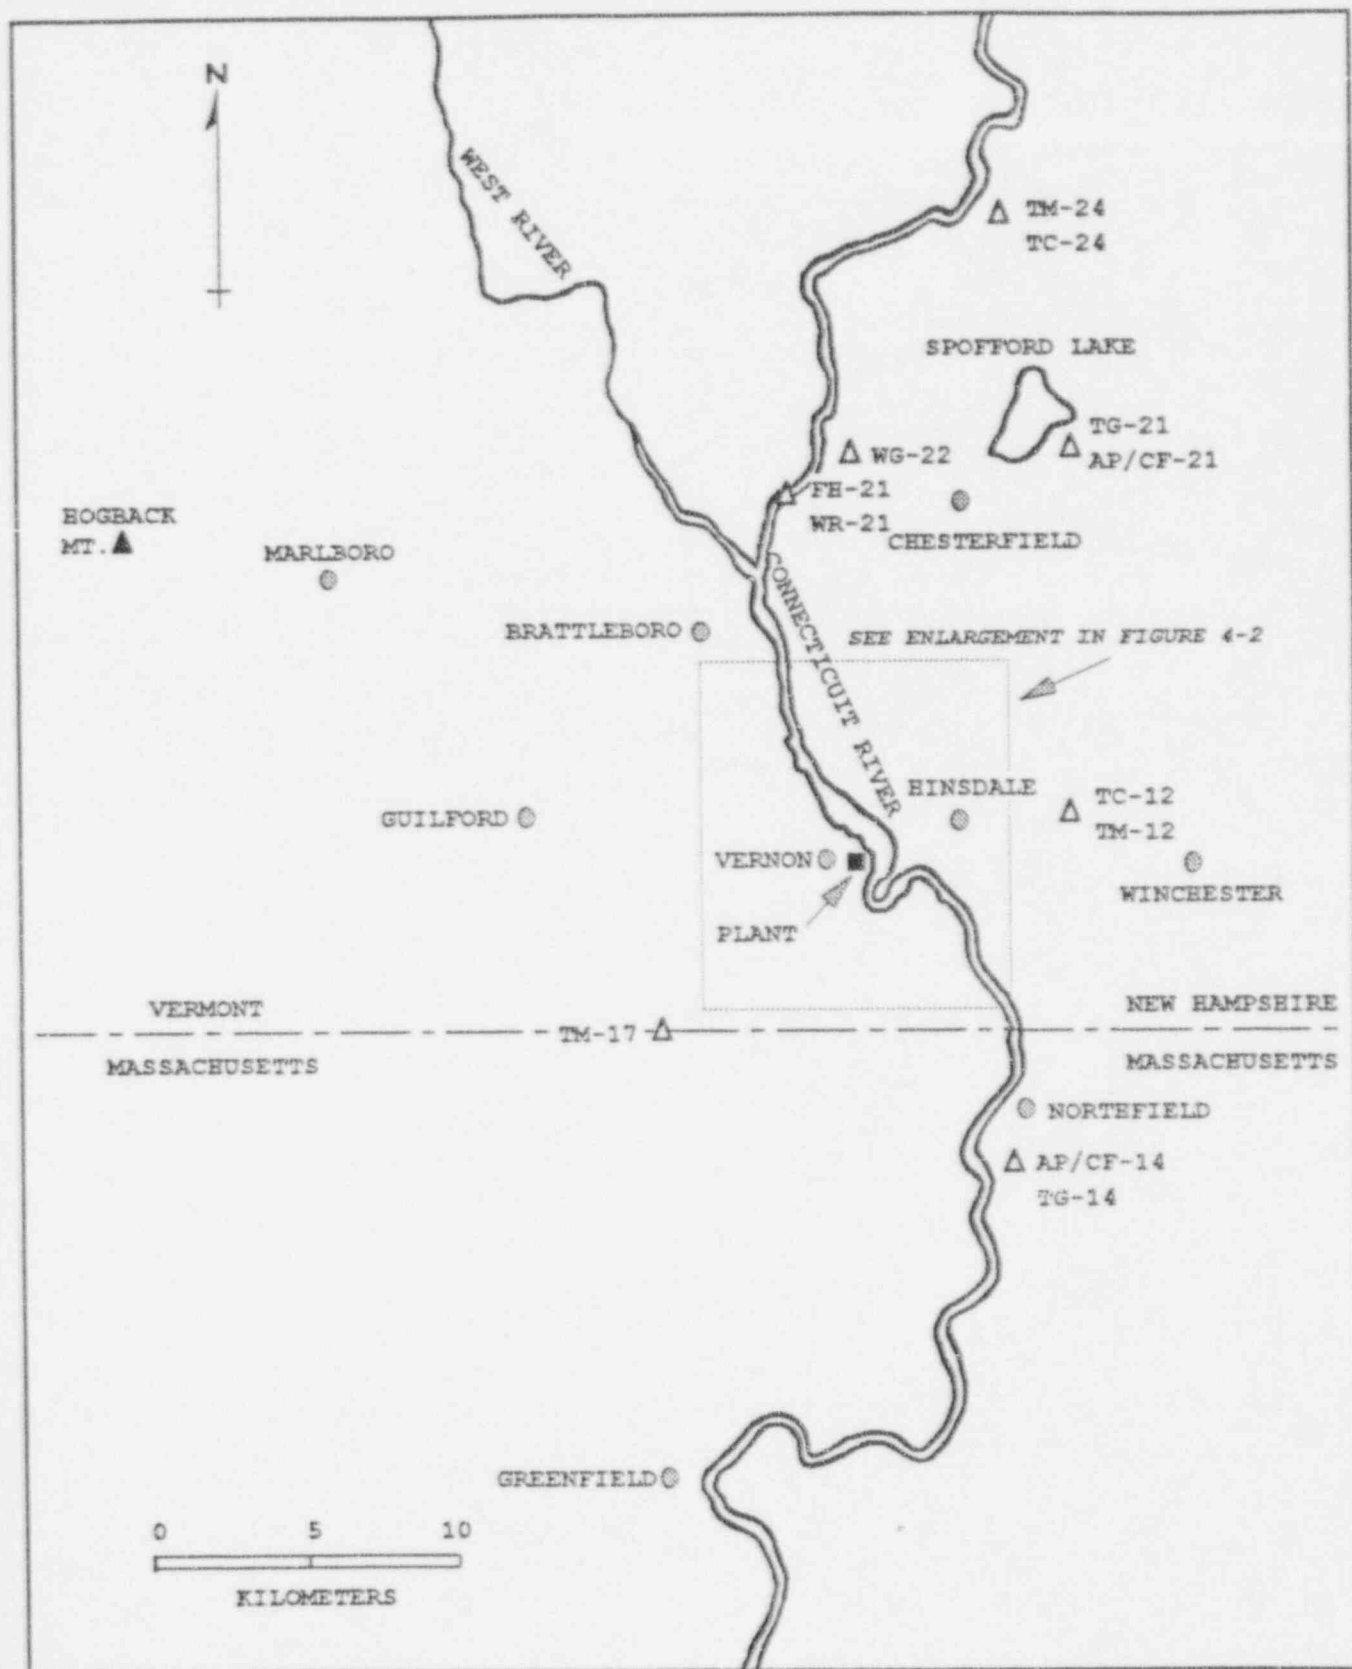 N
WEST RIVER
TM-24
TC-24
SPOFFORD LAKE
TG-21
AP/CF-21
WG-22
FH-21
WR-21
CHESTERFIELD
HOGBACK
MT.
MARLBORO
BRATTLEBORO
CONNECTICUIT RIVER
SEE ENLARGEMENT IN FIGURE 4-2
HINSDALE
TC-12
TM-12
GUILFORD
VERNON
WINCHESTER
PLANT
VERMONT
NEW HAMPSHIRE
TM-17
MASSACHUSETTS
MASSACHUSETTS
NORTHFIELD
AP/CF-14
TG-14
GREENFIELD
0 5 10
KILOMETERS